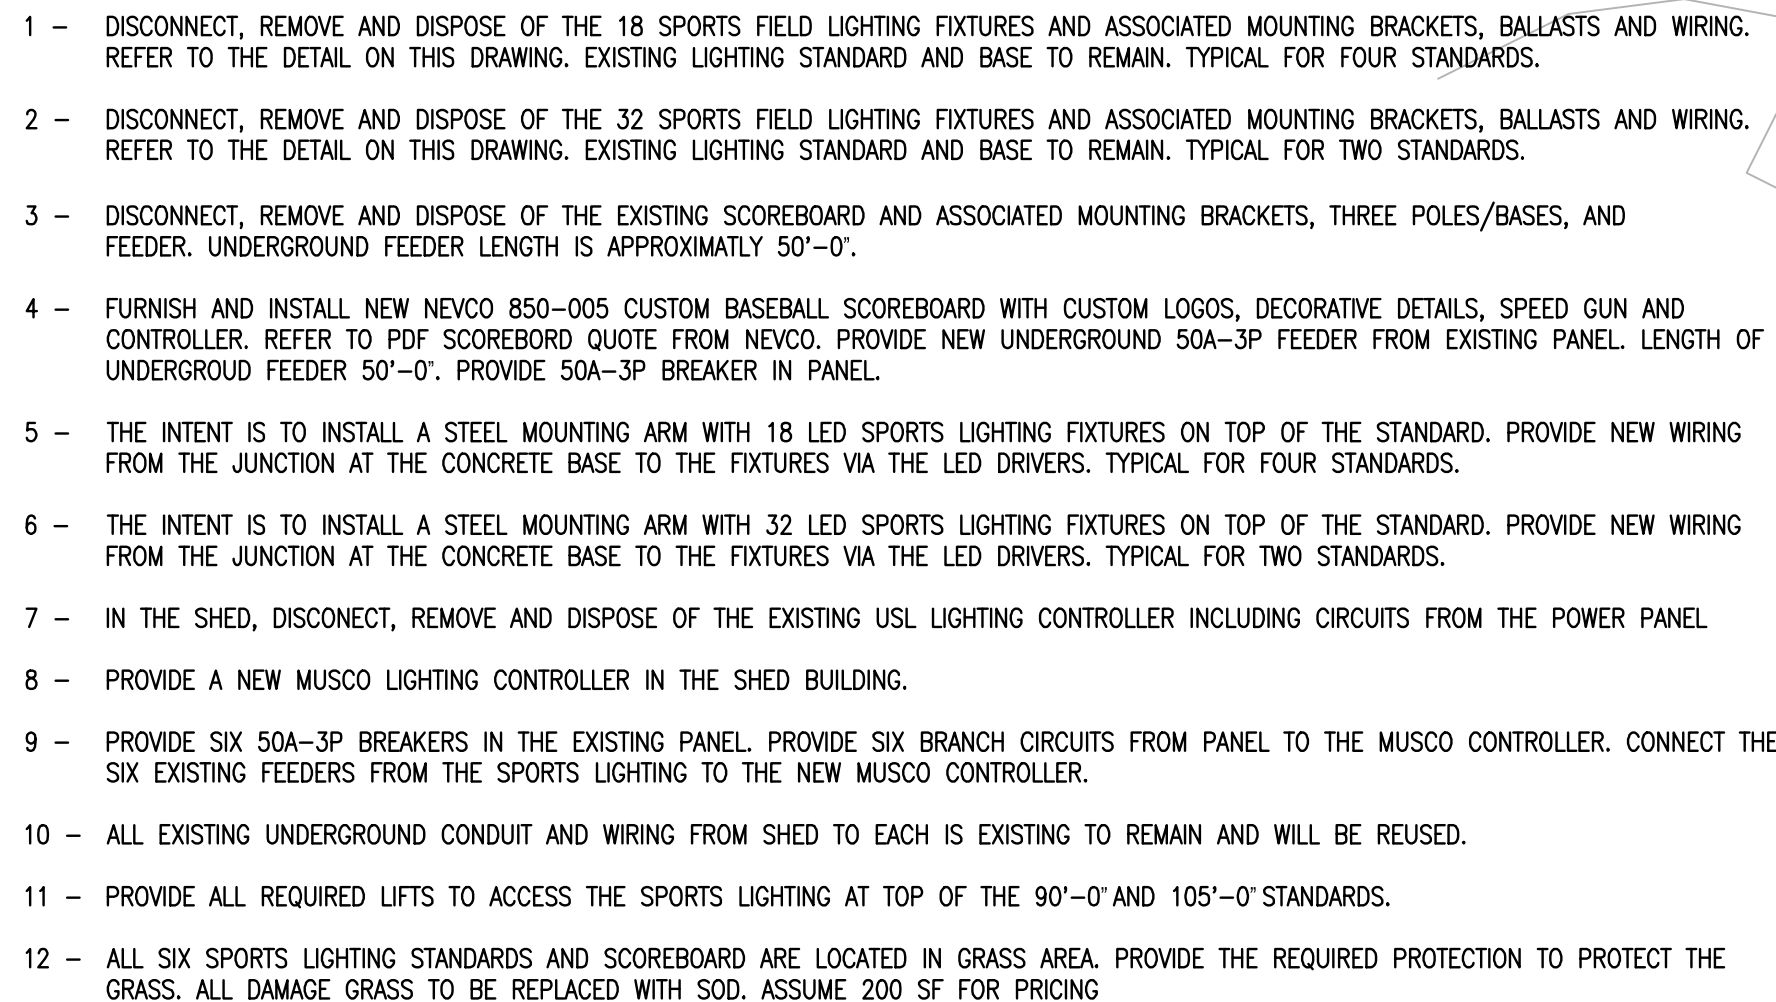 1 – DISCONNECT, REMOVE AND DISPOSE OF THE 18 SPORTS FIELD LIGHTING FIXTURES AND ASSOCIATED MOUNTING BRACKETS, BALLASTS AND WIRING.
REFER TO THE DETAIL ON THIS DRAWING. EXISTING LIGHTING STANDARD AND BASE TO REMAIN. TYPICAL FOR FOUR STANDARDS.
2 – DISCONNECT, REMOVE AND DISPOSE OF THE 32 SPORTS FIELD LIGHTING FIXTURES AND ASSOCIATED MOUNTING BRACKETS, BALLASTS AND WIRING.
REFER TO THE DETAIL ON THIS DRAWING. EXISTING LIGHTING STANDARD AND BASE TO REMAIN. TYPICAL FOR TWO STANDARDS.
3 – DISCONNECT, REMOVE AND DISPOSE OF THE EXISTING SCOREBOARD AND ASSOCIATED MOUNTING BRACKETS, THREE POLES/BASES, AND
FEEDER. UNDERGROUND FEEDER LENGTH IS APPROXIMATLY 50'–0".
4 – FURNISH AND INSTALL NEW NEVCO 850–005 CUSTOM BASEBALL SCOREBOARD WITH CUSTOM LOGOS, DECORATIVE DETAILS, SPEED GUN AND
CONTROLLER. REFER TO PDF SCOREBORD QUOTE FROM NEVCO. PROVIDE NEW UNDERGROUND 50A–3P FEEDER FROM EXISTING PANEL. LENGTH OF
UNDERGROUD FEEDER 50'–0". PROVIDE 50A–3P BREAKER IN PANEL.
5 – THE INTENT IS TO INSTALL A STEEL MOUNTING ARM WITH 18 LED SPORTS LIGHTING FIXTURES ON TOP OF THE STANDARD. PROVIDE NEW WIRING
FROM THE JUNCTION AT THE CONCRETE BASE TO THE FIXTURES VIA THE LED DRIVERS. TYPICAL FOR FOUR STANDARDS.
6 – THE INTENT IS TO INSTALL A STEEL MOUNTING ARM WITH 32 LED SPORTS LIGHTING FIXTURES ON TOP OF THE STANDARD. PROVIDE NEW WIRING
FROM THE JUNCTION AT THE CONCRETE BASE TO THE FIXTURES VIA THE LED DRIVERS. TYPICAL FOR TWO STANDARDS.
7 – IN THE SHED, DISCONECT, REMOVE AND DISPOSE OF THE EXISTING USL LIGHTING CONTROLLER INCLUDING CIRCUITS FROM THE POWER PANEL
8 – PROVIDE A NEW MUSCO LIGHTING CONTROLLER IN THE SHED BUILDING.
9 – PROVIDE SIX 50A–3P BREAKERS IN THE EXISTING PANEL. PROVIDE SIX BRANCH CIRCUITS FROM PANEL TO THE MUSCO CONTROLLER. CONNECT THE
SIX EXISTING FEEDERS FROM THE SPORTS LIGHTING TO THE NEW MUSCO CONTROLLER.
10 – ALL EXISTING UNDERGROUND CONDUIT AND WIRING FROM SHED TO EACH IS EXISTING TO REMAIN AND WILL BE REUSED.
11 – PROVIDE ALL REQUIRED LIFTS TO ACCESS THE SPORTS LIGHTING AT TOP OF THE 90'–0" AND 105'–0" STANDARDS.
12 – ALL SIX SPORTS LIGHTING STANDARDS AND SCOREBOARD ARE LOCATED IN GRASS AREA. PROVIDE THE REQUIRED PROTECTION TO PROTECT THE
GRASS. ALL DAMAGE GRASS TO BE REPLACED WITH SOD. ASSUME 200 SF FOR PRICING